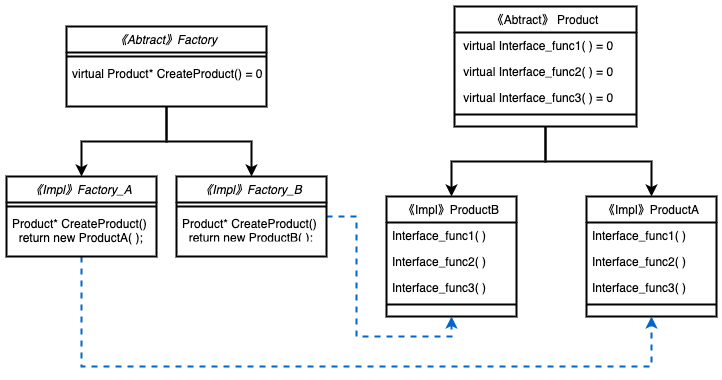 《Abtract》Factory
virtual Product* CreateProduct() = 0
《Abtract》 Product
virtual Interface_func1( ) = 0
virtual Interface_func2( ) = 0
virtual Interface_func3( ) = 0
《Impl》Factory_A
Product* CreateProduct()
return new ProductA( );
《Impl》Factory_B
Product* CreateProduct()
return new ProductB( );
《Impl》ProductB
Interface_func1( )
Interface_func2( )
Interface_func3( )
《Impl》ProductA
Interface_func1( )
Interface_func2( )
Interface_func3( )